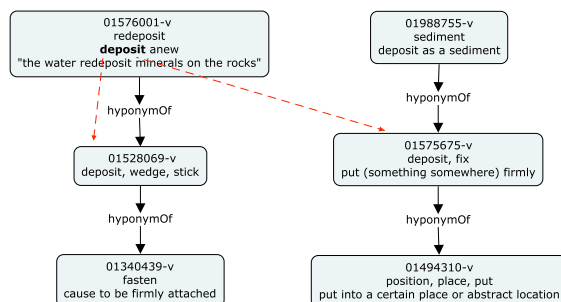 01576001-v
redeposit
deposit anew
"the water redeposit minerals on the rocks"
hyponymOf
01528069-v
deposit, wedge, stick
hyponymOf
01340439-v
fasten
cause to be firmly attached
01988755-v
sediment
deposit as a sediment
hyponymOf
01575675-v
deposit, fix
put (something somewhere) firmly
hyponymOf
01494310-v
position, place, put
put into a certain place or abstract location